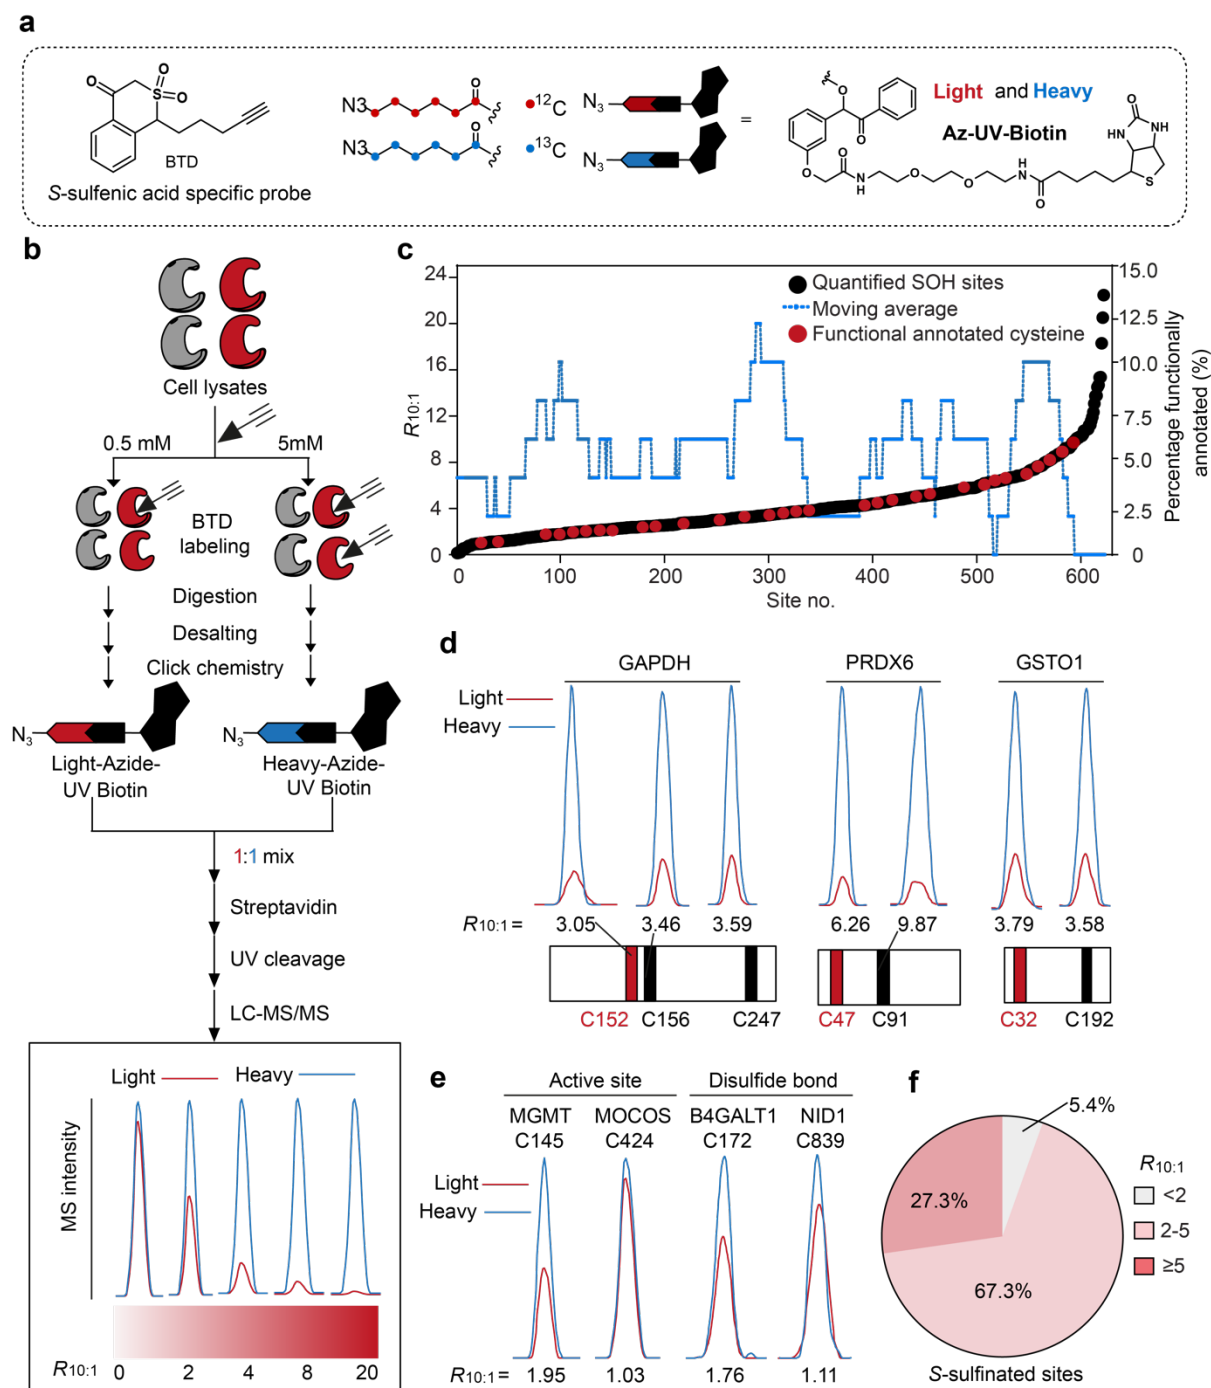 a
O
O
S
O
BTD
S-sulfenic acid specific probe
N3
O
12C
N3
O
13C
N3
N3
=
O
O
O
O
N
H
O
O
H
N
O
Light and Heavy
Az-UV-Biotin
O
HN
NH
S
b
Cell lysates
0.5 mM
5mM
BTD
labeling
Digestion
Desalting
Click chemistry
N3
N3
Light-Azide-
UV Biotin
Heavy-Azide-
UV Biotin
1:1 mix
Streptavidin
UV cleavage
LC-MS/MS
Light
Heavy
MS intensity
R10:1
0
2
4
8
20
c
24
20
16
12
8
4
0
R10:1
Quantified SOH sites
Moving average
Functional annotated cysteine
15.0
12.5
10.0
7.5
5.0
2.5
0
Percentage functionally
annotated (%)
0
100
200
300
400
500
600
Site no.
d
GAPDH
PRDX6
GSTO1
Light
Heavy
R10:1 =
3.05
3.46
3.59
6.26
9.87
3.79
3.58
C152
C156
C247
C47
C91
C32
C192
e
Active site
Disulfide bond
MGMT
C145
MOCOS
C424
B4GALT1
C172
NID1
C839
Light
Heavy
R10:1 =
1.95
1.03
1.76
1.11
f
5.4%
27.3%
67.3%
R10:1
<2
2-5
≥5
S-sulfinated sites